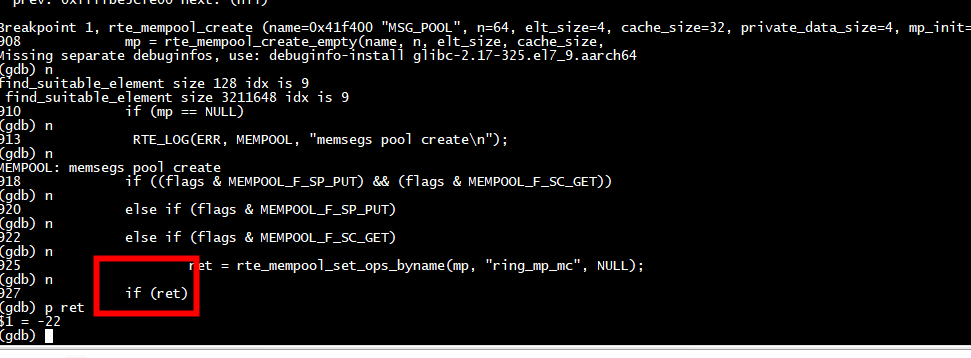 prev: 0xffffbe5cfe00 next: (nil)
Breakpoint 1, rte_mempool_create (name=0x41f400 "MSG_POOL", n=64, elt_size=4, cache_size=32, private_data_size=4, mp_init=
908 mp = rte_mempool_create_empty(name, n, elt_size, cache_size,
Missing separate debuginfos, use: debuginfo-install glibc-2.17-325.el7_9.aarch64
(gdb) n
find_suitable_element size 128 idx is 9
find_suitable_element size 3211648 idx is 9
910 if (mp == NULL)
(gdb) n
913 RTE_LOG(ERR, MEMPOOL, "memsegs pool create\n");
(gdb) n
MEMPOOL: memsegs pool create
918 if ((flags & MEMPOOL_F_SP_PUT) && (flags & MEMPOOL_F_SC_GET))
(gdb) n
920 else if (flags & MEMPOOL_F_SP_PUT)
(gdb) n
922 else if (flags & MEMPOOL_F_SC_GET)
(gdb) n
925 ret = rte_mempool_set_ops_byname(mp, "ring_mp_mc", NULL);
(gdb) n
927 if (ret)
(gdb) p ret
$1 = -22
(gdb)